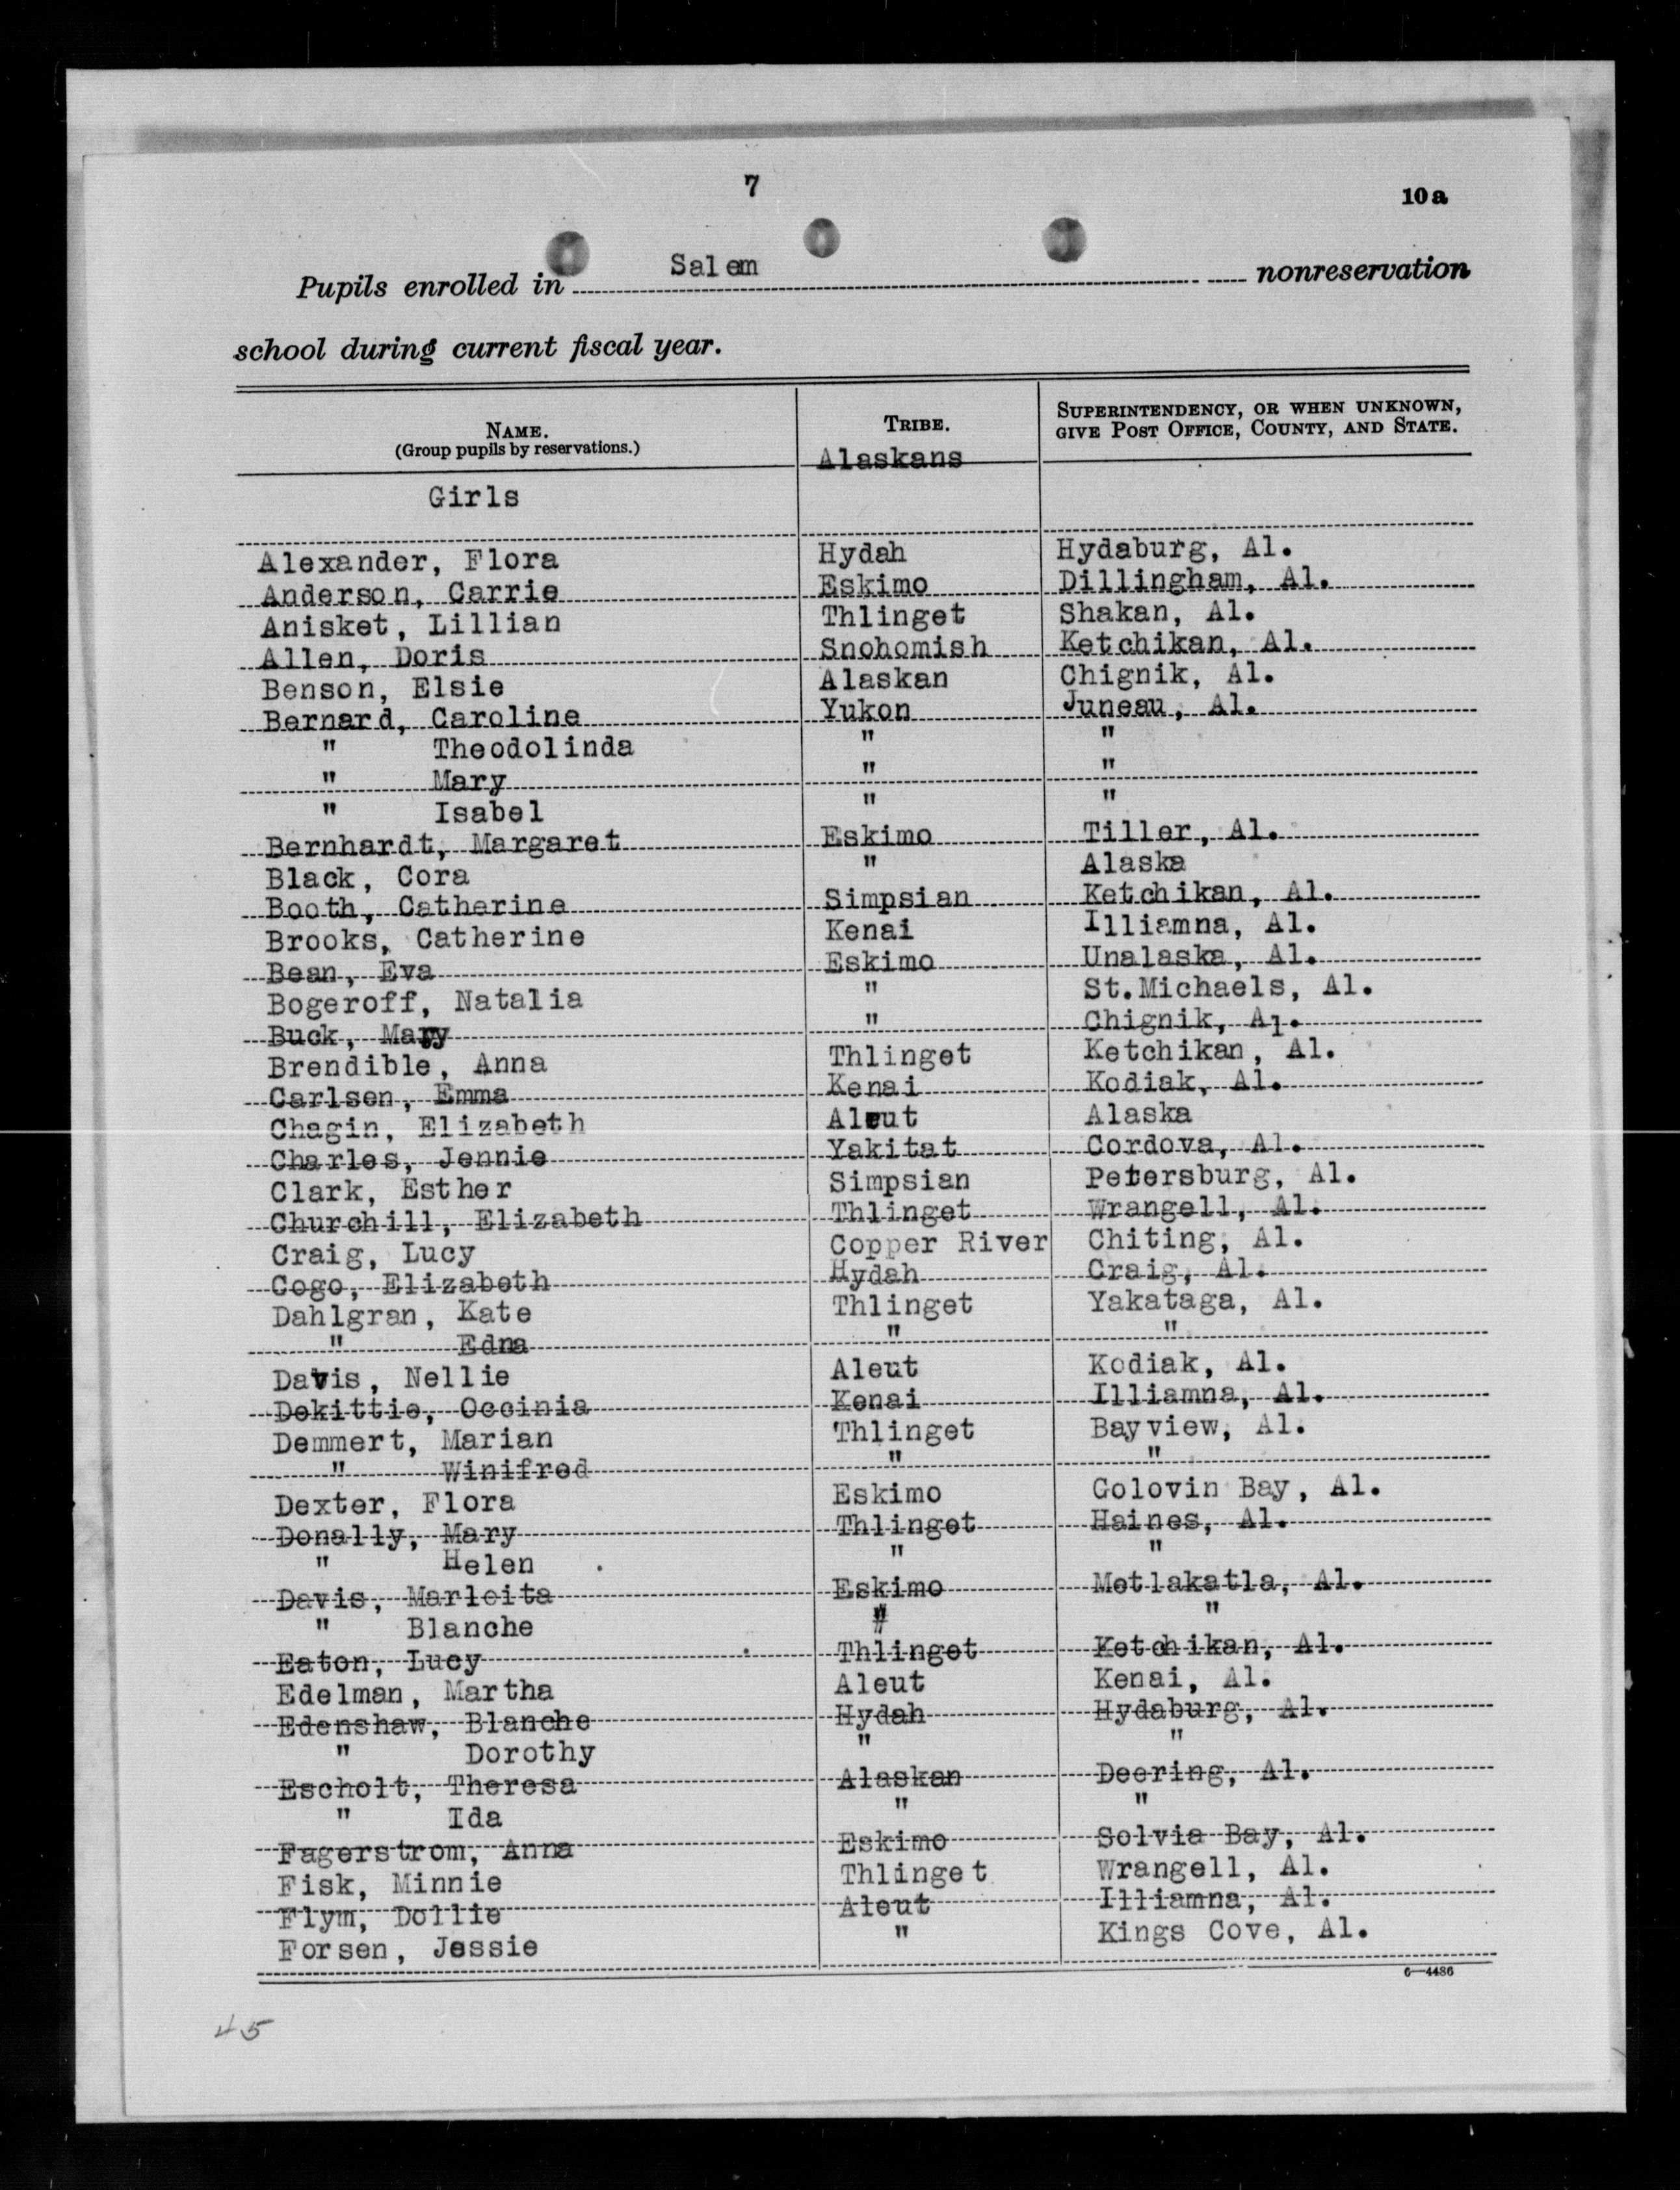 7
10a
Pupils enrolled in Salem nonreservation
school during current fiscal year.
NAME. TRIBE. SUPERINTENDENCY, OR WHEN UNKNOWN,
(Group pupils by reservations.) GIVE POST OFFICE, COUNTY, AND STATE.
Alaskans
Girls
Alexander, Flora Hydah Hydaburg, Al.
Anderson, Carrie Eskimo Dillingham, Al.
Anisket, Lillian Thlinget Shakan, Al.
Allen, Doris Snohomish Ketchikan, Al.
Benson, Elsie Alaskan Chignik, Al.
Bernard, Caroline Yukon Juneau, Al.
" Theodolinda " "
" Mary " "
" Isabel " "
Bernhardt, Margaret Eskimo Tiller, Al.
Black, Cora " Alaska
Booth, Catherine Simpsian Ketchikan, Al.
Brooks, Catherine Kenai Illiamna, Al.
Bean, Eva Eskimo Unalaska, Al.
Bogeroff, Natalia " St.Michaels, Al.
Buck, Mary " Chignik, Al.
Brendible, Anna Thlinget Ketchikan, Al.
Carlsen, Emma Kenai Kodiak, Al.
Chagin, Elizabeth Aleut Alaska
Charles, Jennie Yakitat Cordova, Al.
Clark, Esther Simpsian Petersburg, Al.
Churchill, Elizabeth Thlinget Wrangell, Al.
Craig, Lucy Copper River Chiting, Al.
Cogo, Elizabeth Hydah Craig, Al.
Dahlgran, Kate Thlinget Yakataga, Al.
" Edna " "
Davis, Nellie Aleut Kodiak, Al.
Dekittie, Occinia Kenai Illiamna, Al.
Demmert, Marian Thlinget Bayview, Al.
" Winifred " "
Dexter, Flora Eskimo Golovin Bay, Al.
Donally, Mary Thlinget Haines, Al.
" Helen " "
Davis, Marleita Eskimo Metlakatla, Al.
" Blanche " "
Eaton, Lucy Thlinget Ketchikan, Al.
Edelman, Martha Aleut Kenai, Al.
Edenshaw, Blanche Hydah Hydaburg, Al.
" Dorothy " "
Escholt, Theresa Alaskan Deering, Al.
" Ida " "
Fagerstrom, Anna Eskimo Solvia Bay, Al.
Fisk, Minnie Thlinget Wrangell, Al.
Flym, Dollie Aleut Illiamna, Al.
Forsen, Jessie " Kings Cove, Al.
6—4486
45